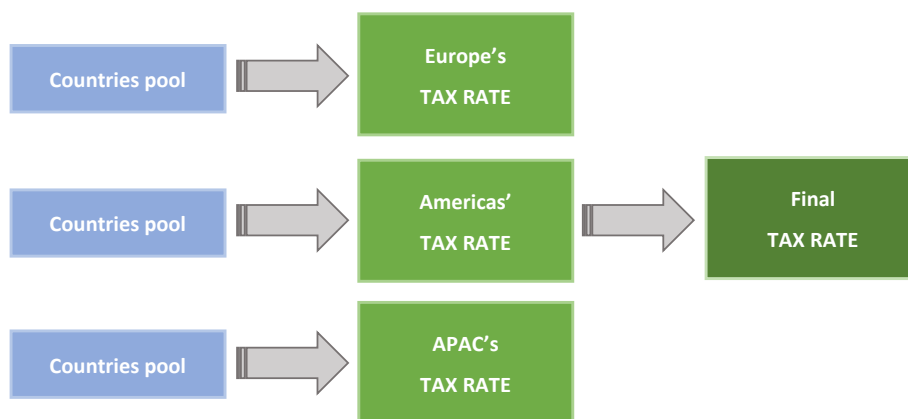 Countries pool
Europe's
TAX RATE
Countries pool
Americas'
TAX RATE
Final
TAX RATE
Countries pool
APAC's
TAX RATE